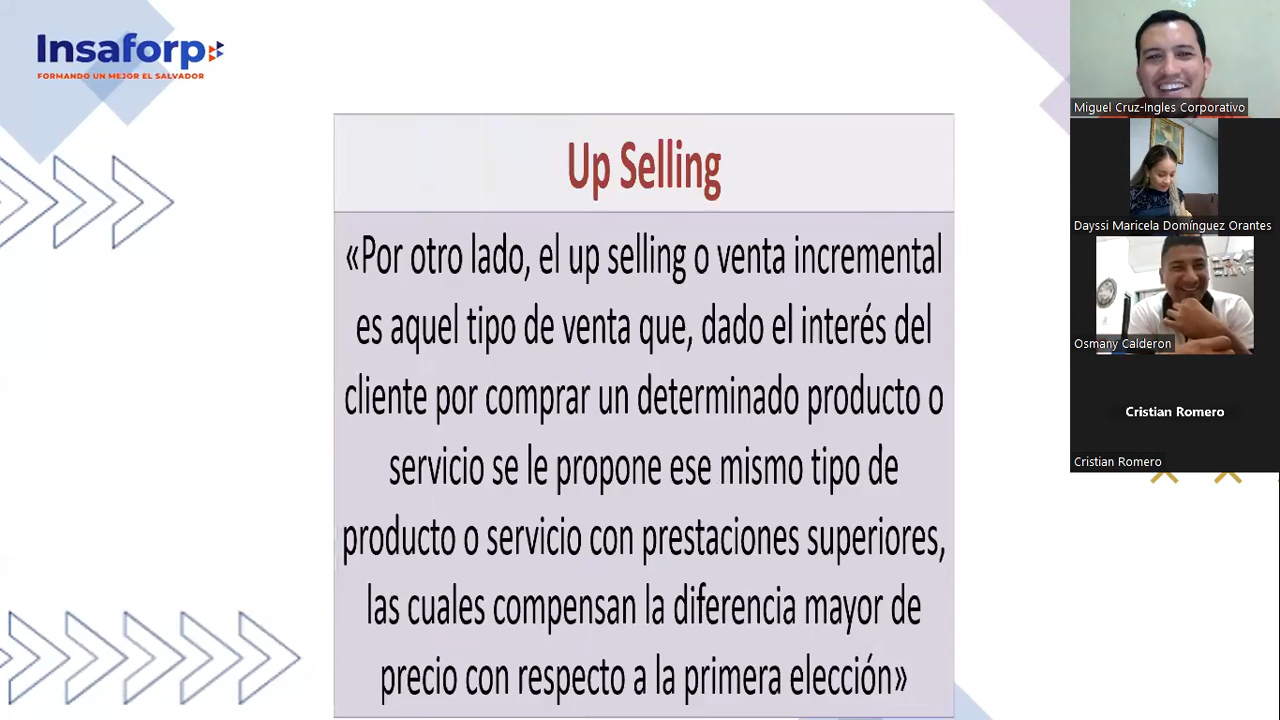 Insaforp
FORMANDO UN MEJOR EL SALVADOR
Up Selling
«Por otro lado, el up selling o venta incremental
es aquel tipo de venta que, dado el interés del
cliente por comprar un determinado producto o
servicio se le propone ese mismo tipo de
producto o servicio con prestaciones superiores,
las cuales compensan la diferencia mayor de
precio con respecto a la primera elección»
Miguel Cruz-Ingles Corporativo
Dayssi Maricela Domínguez Orantes
Osmany Calderon
Cristian Romero
Cristian Romero